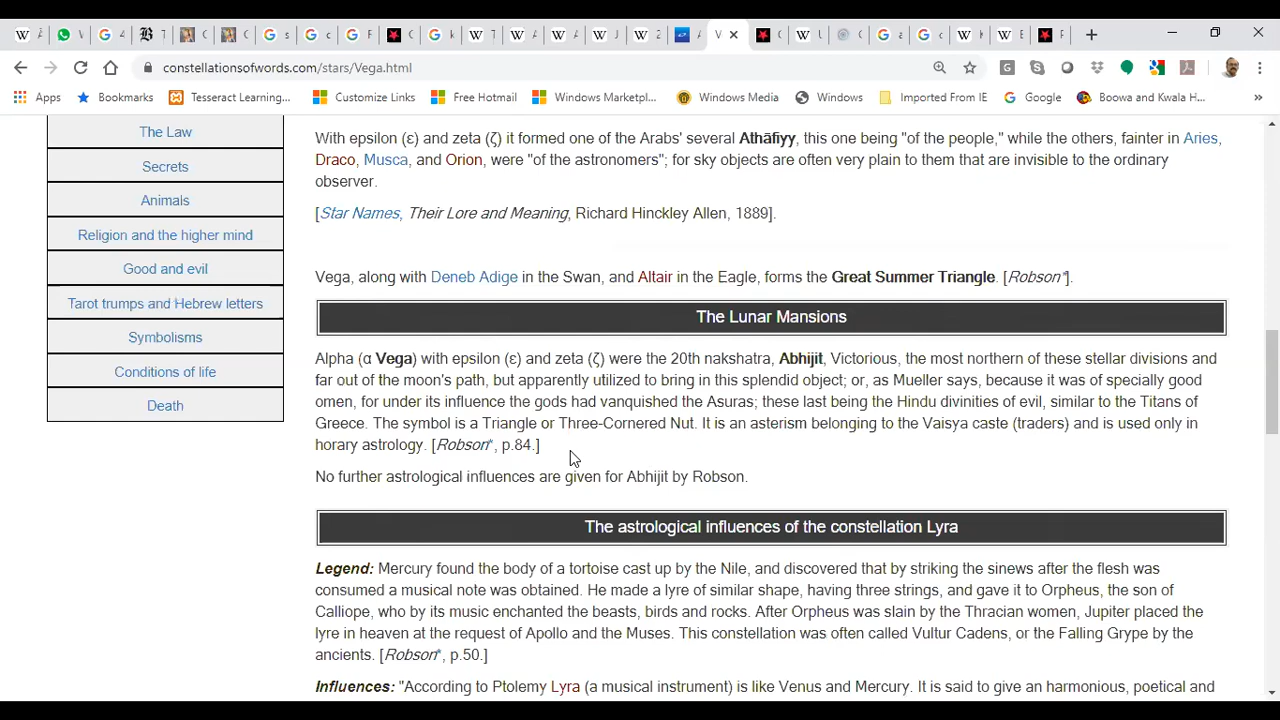 W
W
G 4
B T
C
C
G s
G c
G F
C
G k
W T
W A
W A
W J
W 2
A
V
C
W U
C
G a
G c
W K
W E
F
constellationsofwords.com/stars/Vega.html
Apps
Bookmarks
Tesseract Learning...
Customize Links
Free Hotmail
Windows Marketpl...
Windows Media
Windows
Imported From IE
Google
Boowa and Kwala H...
»
The Law
Secrets
Animals
Religion and the higher mind
Good and evil
Tarot trumps and Hebrew letters
Symbolisms
Conditions of life
Death
With epsilon (ε) and zeta (ζ) it formed one of the Arabs' several Athāfiyy, this one being "of the people," while the others, fainter in Aries,
Draco, Musca, and Orion, were "of the astronomers"; for sky objects are often very plain to them that are invisible to the ordinary
observer.
[Star Names, Their Lore and Meaning, Richard Hinckley Allen, 1889].
Vega, along with Deneb Adige in the Swan, and Altair in the Eagle, forms the Great Summer Triangle. [Robson*].
The Lunar Mansions
Alpha (α Vega) with epsilon (ε) and zeta (ζ) were the 20th nakshatra, Abhijit, Victorious, the most northern of these stellar divisions and
far out of the moon's path, but apparently utilized to bring in this splendid object; or, as Mueller says, because it was of specially good
omen, for under its influence the gods had vanquished the Asuras; these last being the Hindu divinities of evil, similar to the Titans of
Greece. The symbol is a Triangle or Three-Cornered Nut. It is an asterism belonging to the Vaisya caste (traders) and is used only in
horary astrology. [Robson*, p.84.]
No further astrological influences are given for Abhijit by Robson.
The astrological influences of the constellation Lyra
Legend: Mercury found the body of a tortoise cast up by the Nile, and discovered that by striking the sinews after the flesh was
consumed a musical note was obtained. He made a lyre of similar shape, having three strings, and gave it to Orpheus, the son of
Calliope, who by its music enchanted the beasts, birds and rocks. After Orpheus was slain by the Thracian women, Jupiter placed the
lyre in heaven at the request of Apollo and the Muses. This constellation was often called Vultur Cadens, or the Falling Grype by the
ancients. [Robson*, p.50.]
Influences: "According to Ptolemy Lyra (a musical instrument) is like Venus and Mercury. It is said to give an harmonious, poetical and